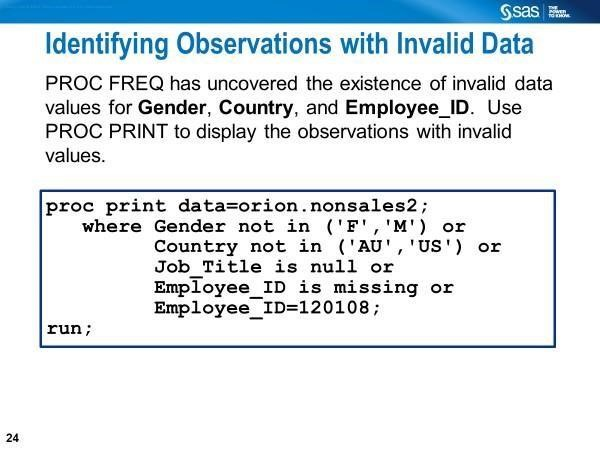 sas THE
POWER
TO KNOW.
Identifying Observations with Invalid Data
PROC FREQ has uncovered the existence of invalid data
values for Gender, Country, and Employee_ID.  Use
PROC PRINT to display the observations with invalid
values.
proc print data=orion.nonsales2;
   where Gender not in ('F','M') or
         Country not in ('AU','US') or
         Job_Title is null or
         Employee_ID is missing or
         Employee_ID=120108;
run;
24